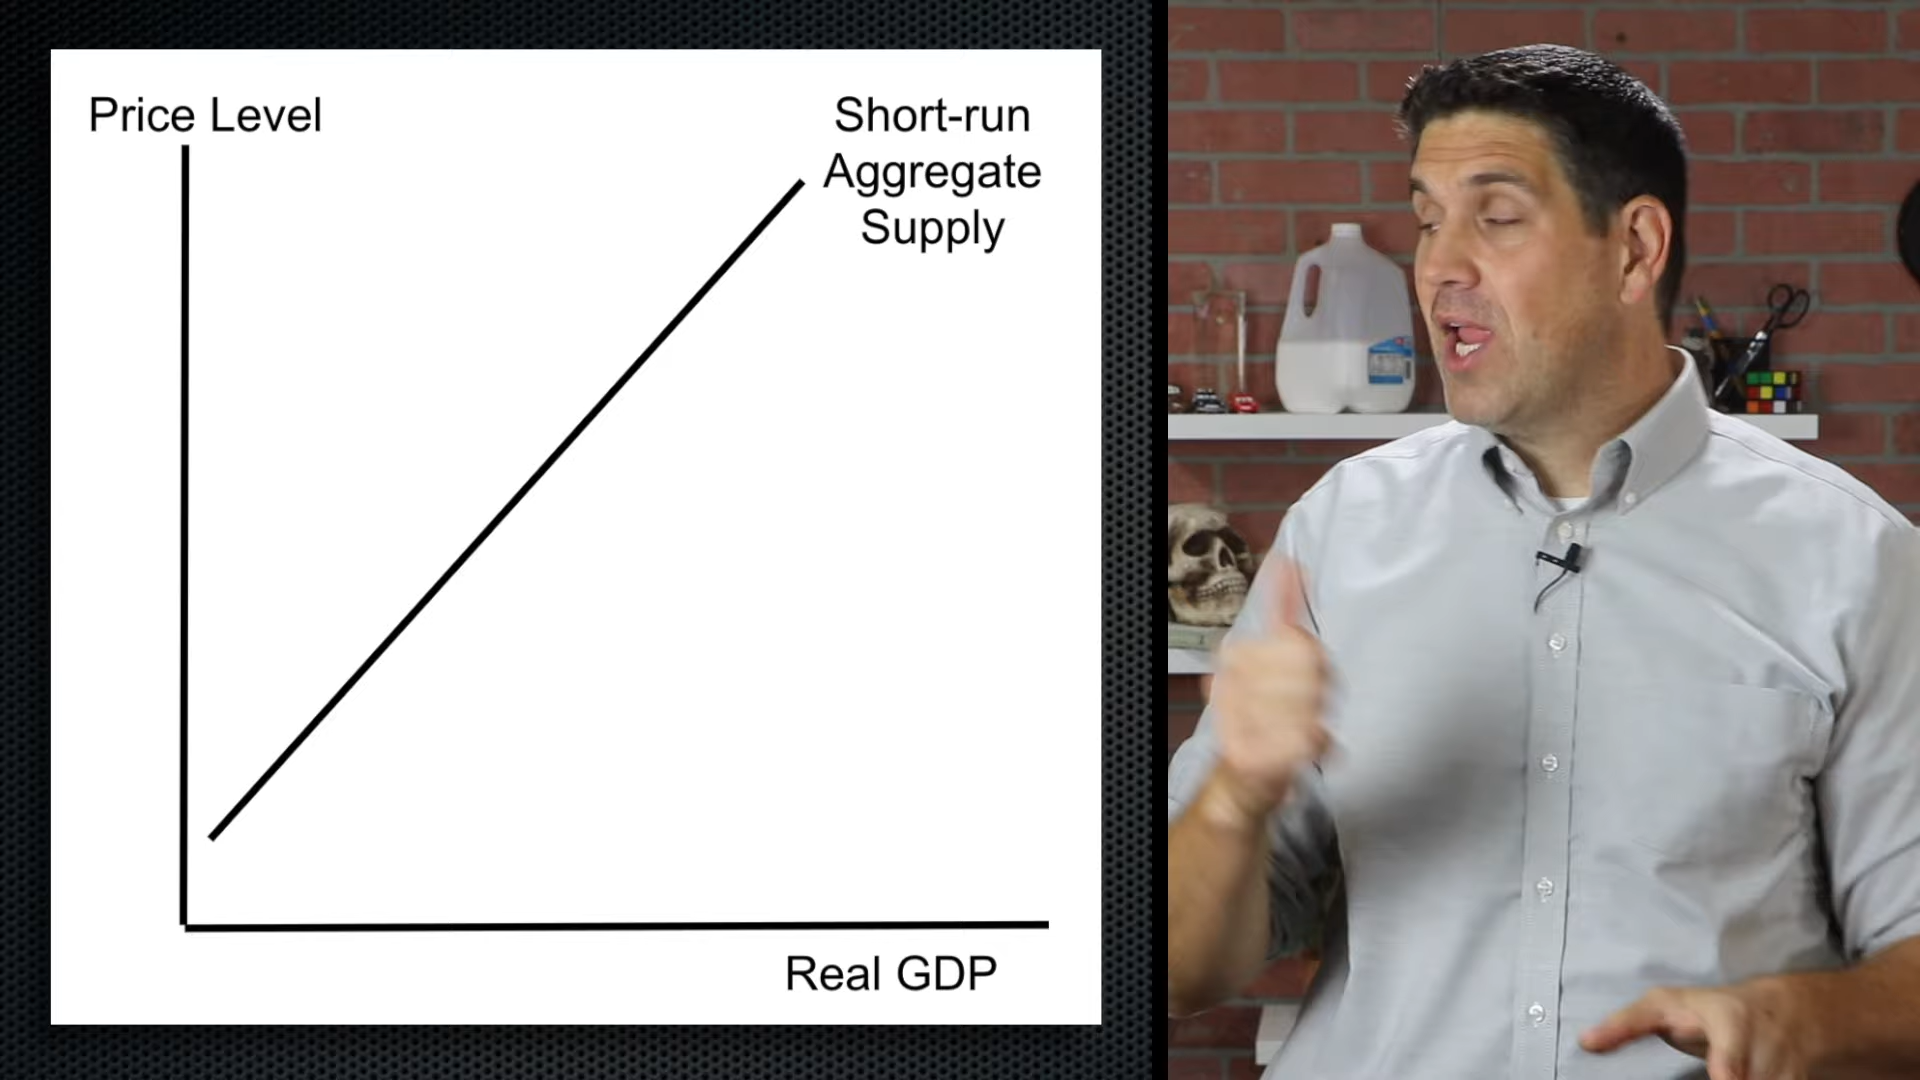 Price Level
Short-run
Aggregate
Supply
Real GDP